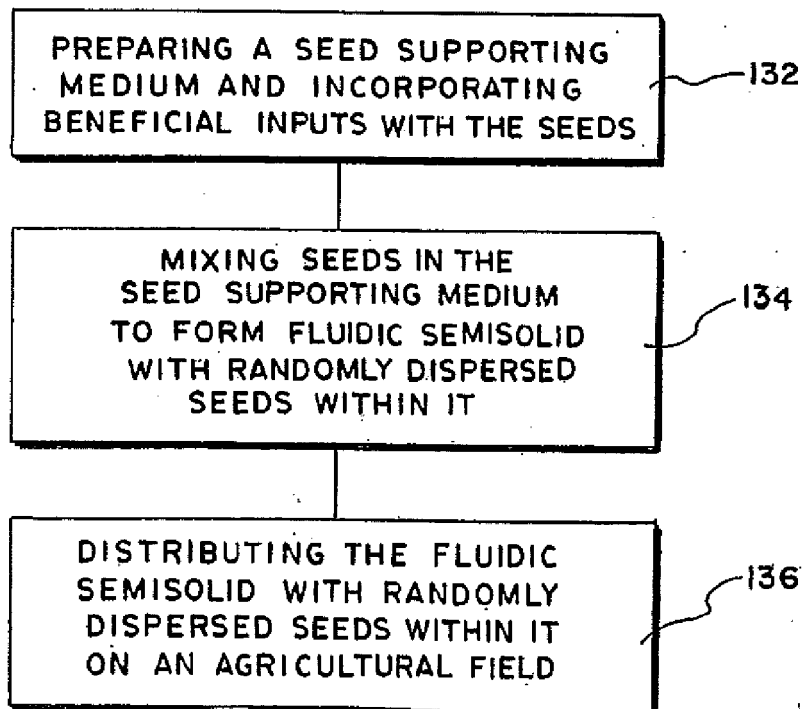 PREPARING A SEED SUPPORTING
MEDIUM AND INCORPORATING
BENEFICIAL INPUTS WITH THE SEEDS
132
MIXING SEEDS IN THE
SEED SUPPORTING MEDIUM
TO FORM FLUIDIC SEMISOLID
WITH RANDOMLY DISPERSED
SEEDS WITHIN IT
134
DISTRIBUTING THE FLUIDIC
SEMISOLID WITH RANDOMLY
DISPERSED SEEDS WITHIN IT
ON AN AGRICULTURAL FIELD
136